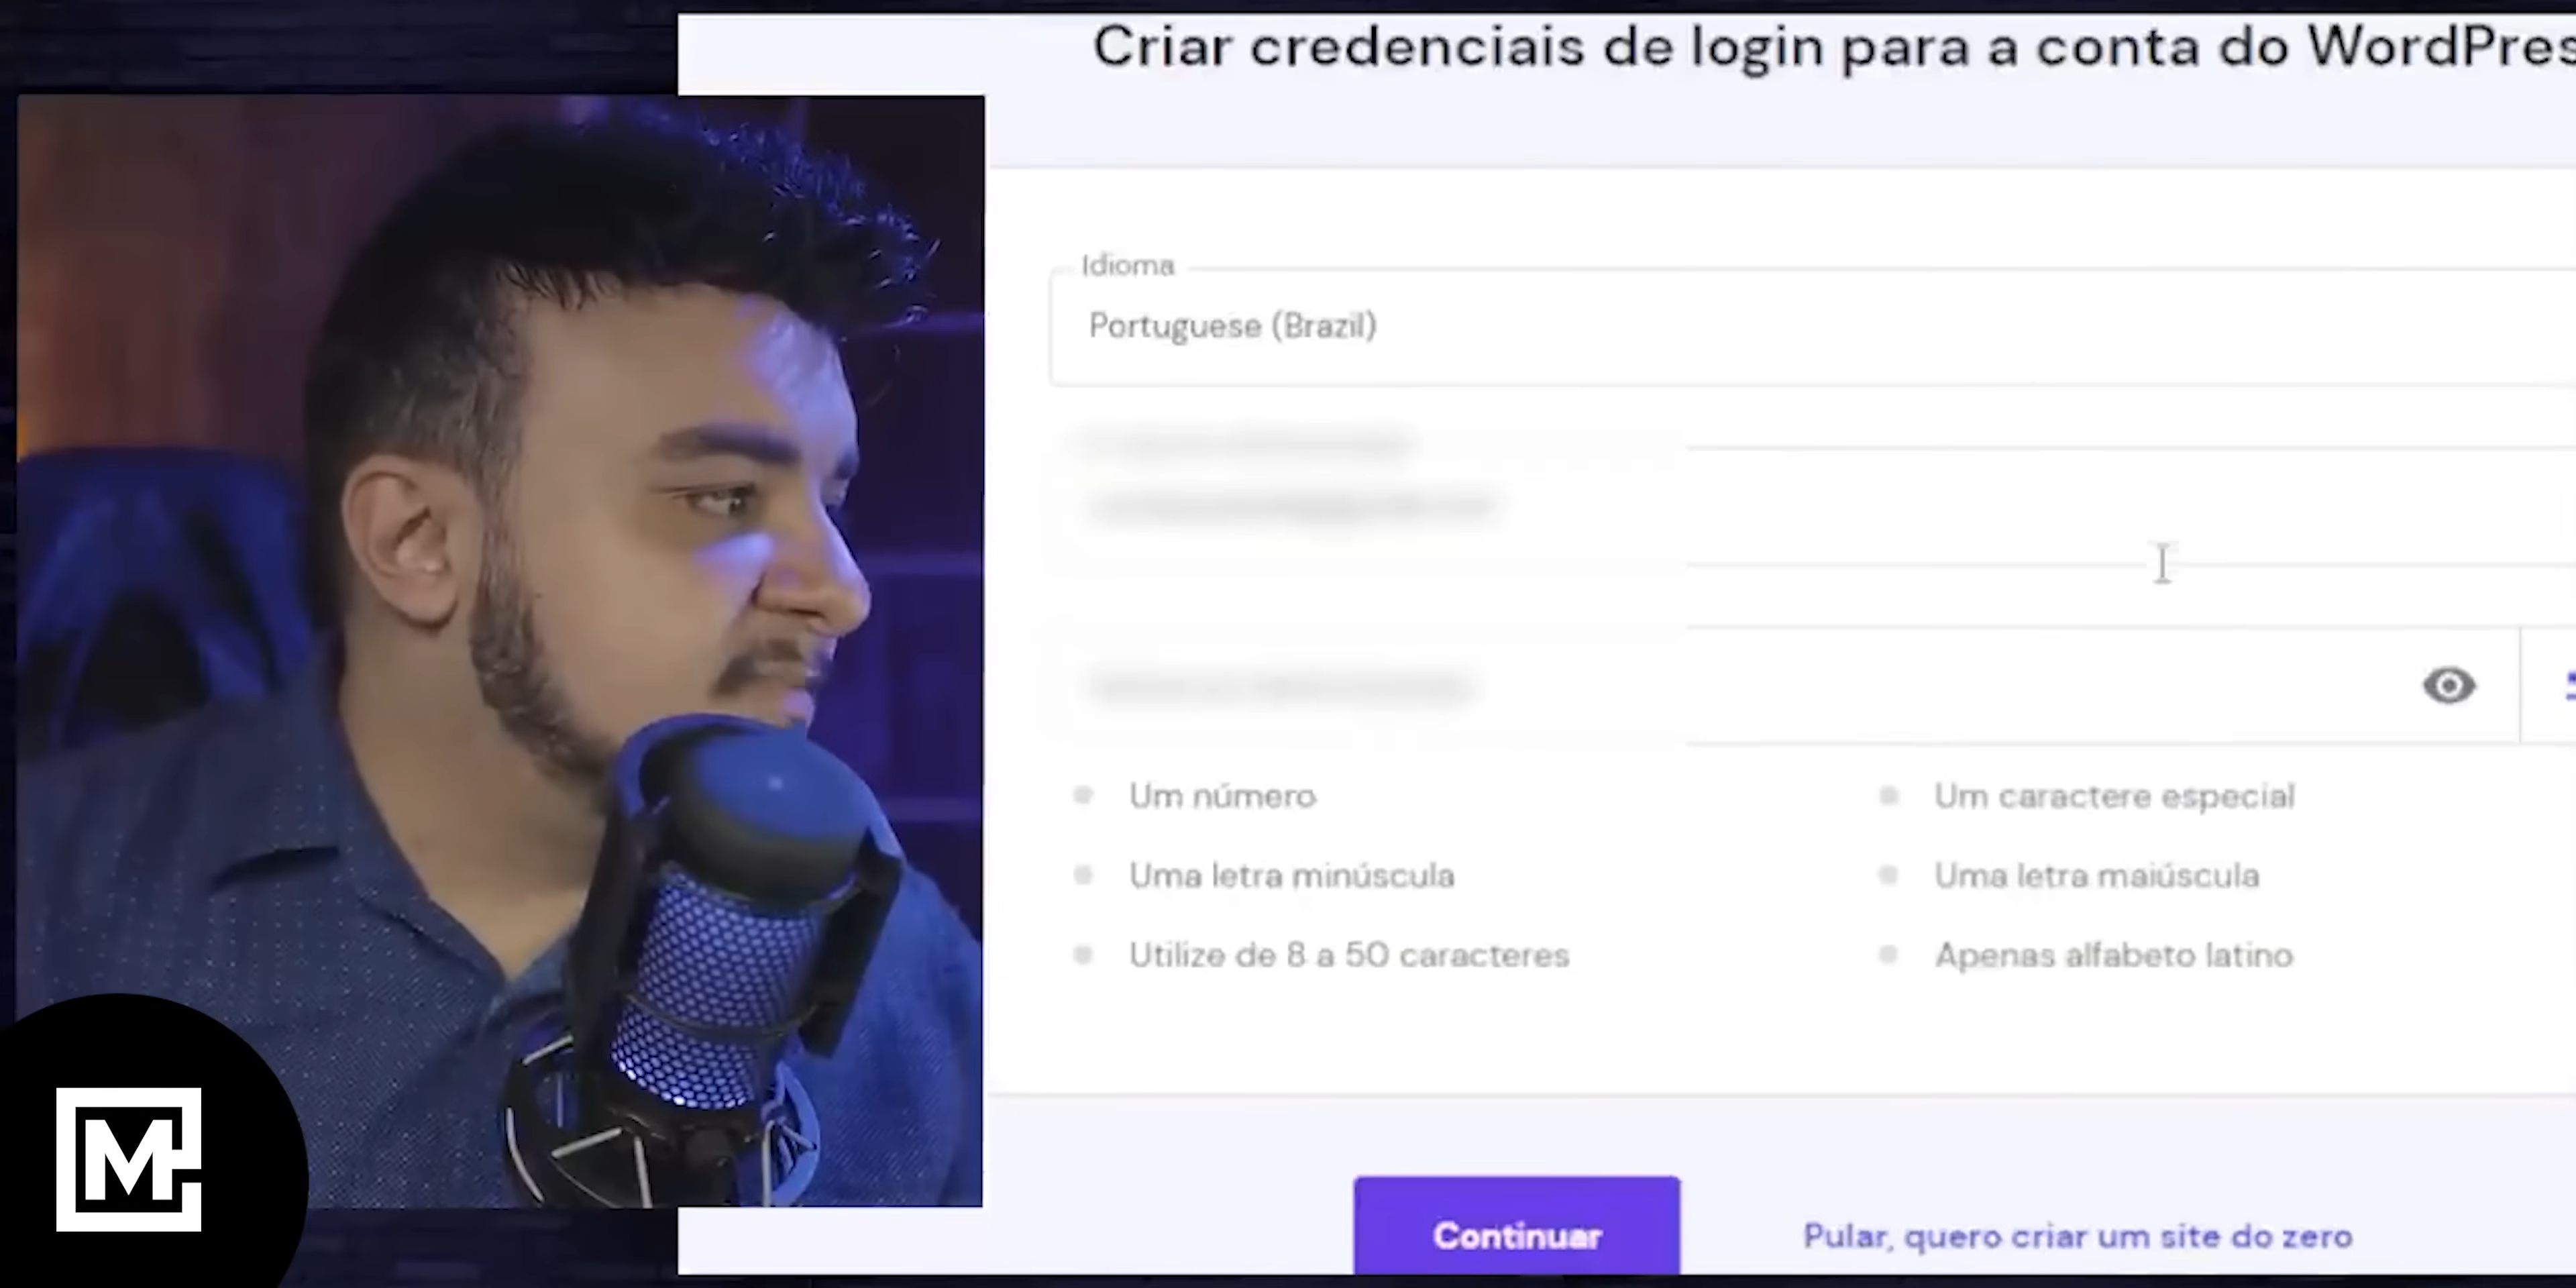 Criar credenciais de login para a conta do WordPres
Idioma
Portuguese (Brazil)
Um número
Um caractere especial
Uma letra minúscula
Uma letra maiúscula
Utilize de 8 a 50 caracteres
Apenas alfabeto latino
Continuar
Pular, quero criar um site do zero
M